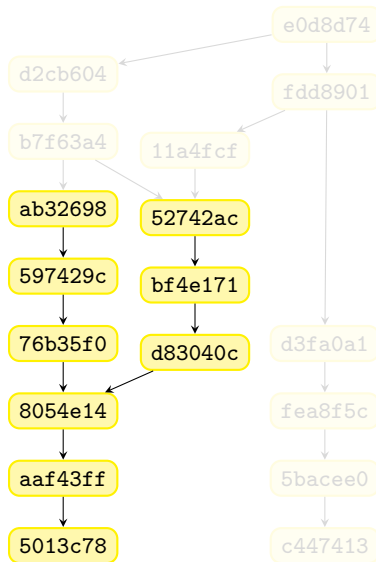 e0d8d74
d2cb604
fdd8901
b7f63a4
11a4fcf
ab32698
52742ac
597429c
bf4e171
76b35f0
d83040c
d3fa0a1
8054e14
fea8f5c
aaf43ff
5bacee0
5013c78
c447413